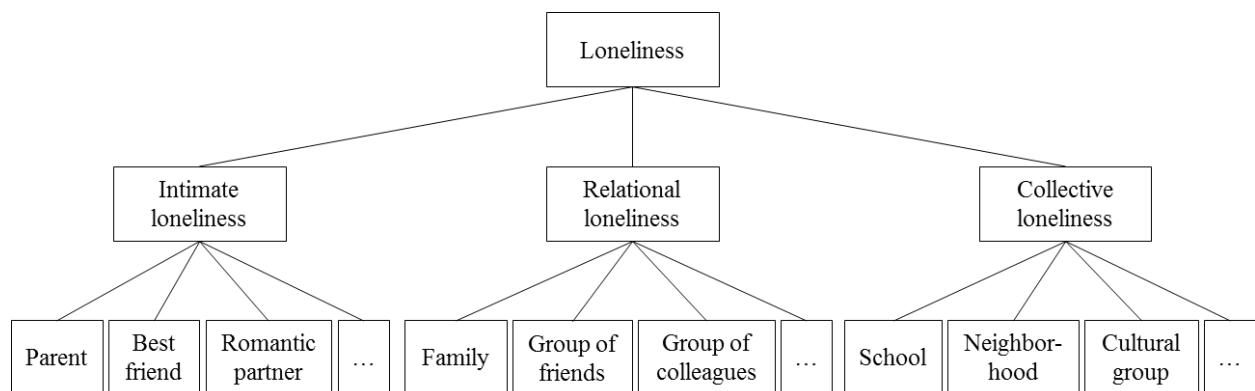 Loneliness
Intimate
loneliness
Relational
loneliness
Collective
loneliness
Parent
Best
friend
Romantic
partner
…
Family
Group of
friends
Group of
colleagues
…
School
Neighbor-
hood
Cultural
group
…